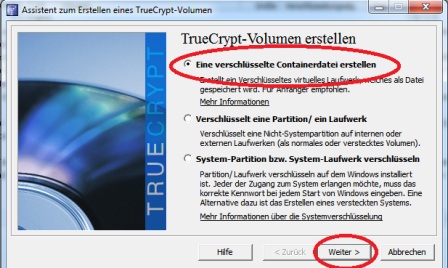 Assistent zum Erstellen eines TrueCrypt-Volumen
TRUECRYPT
TrueCrypt-Volumen erstellen
Eine verschlüsselte Containerdatei erstellen
Erstellt ein Verschlüsseltes virtuelles Laufwerk, welches als Datei
gespeichert wird. Für Anfänger empfohlen.
Mehr Informationen
Verschlüsselt eine Partition/ ein Laufwerk
Verschlüsselt eine Nicht-Systempartition auf internen oder
externen Laufwerken (als normales oder verstecktes Volumen).
System-Partition bzw. System-Laufwerk verschlüsseln
Partition/Laufwerk verschlüsseln auf dem Windows installiert
ist. Jeder der Zugang zum System erlangen möchte, muss das
korrekte Kennwort bei jedem Start von Windows eingeben. Eine
Alternative dazu ist das Erstellen eines versteckten Systems.
Mehr Informationen über die Systemverschlüsselung
Hilfe
< Zurück
Weiter >
Abbrechen